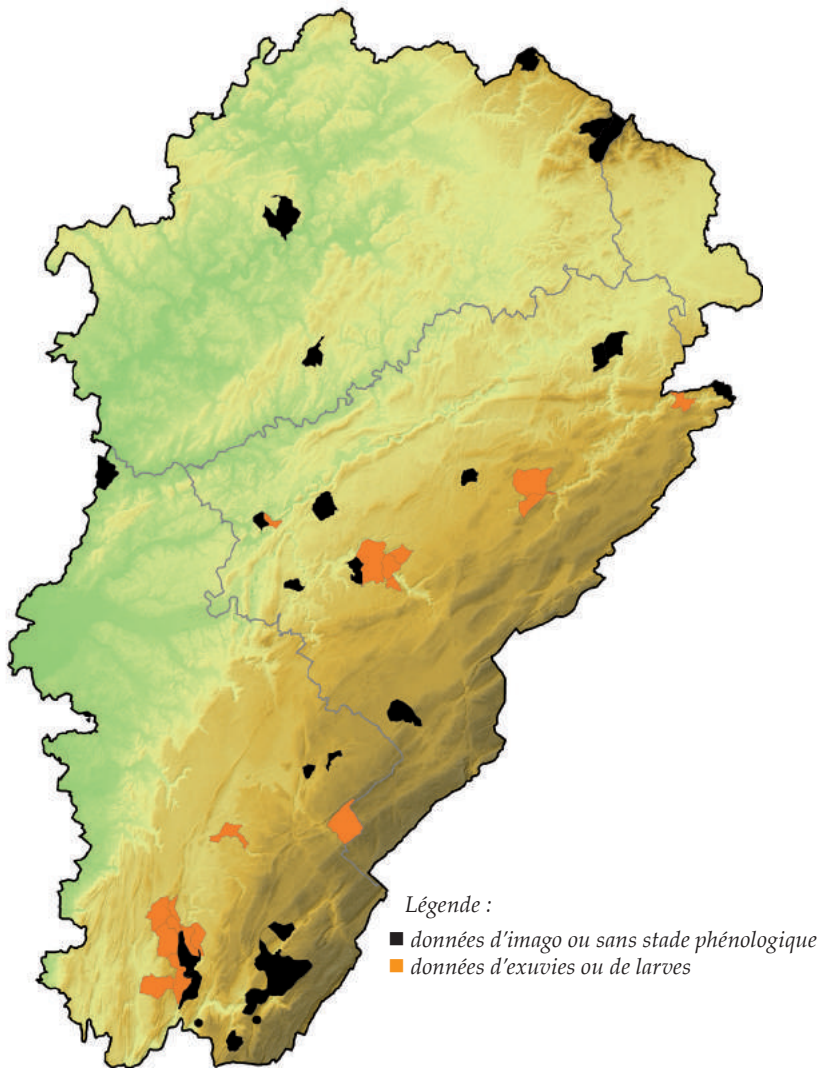 Légende :
données d'imago ou sans stade phénologique
données d'exuvies ou de larves